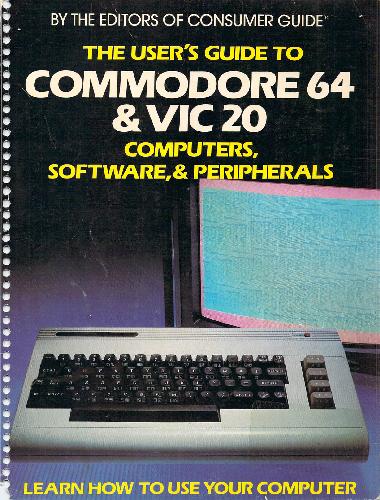 BY THE EDITORS OF CONSUMER GUIDE™
THE USER'S GUIDE TO
COMMODORE 64
& VIC 20
COMPUTERS,
SOFTWARE, & PERIPHERALS
LEARN HOW TO USE YOUR COMPUTER